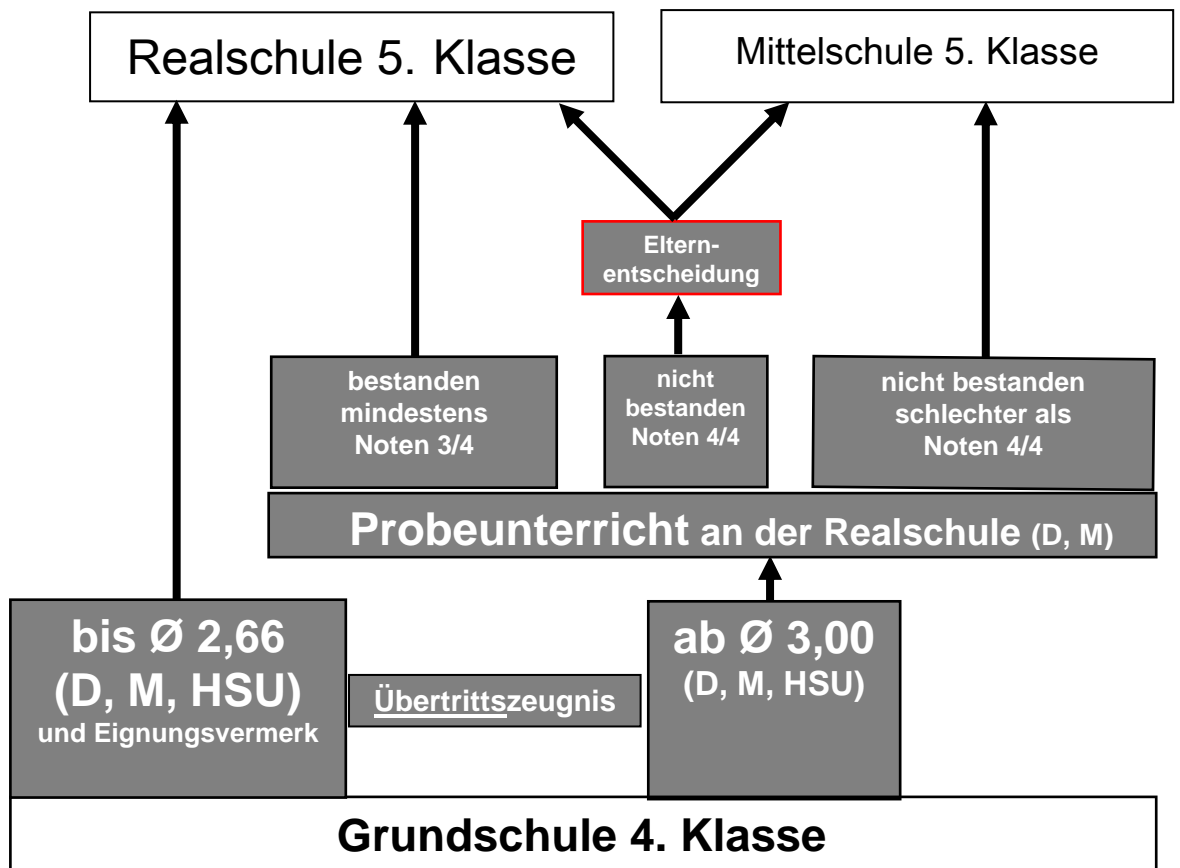 Realschule 5. Klasse
Mittelschule 5. Klasse
Eltern-
entscheidung
bestanden
mindestens
Noten 3/4
nicht
bestanden
Noten 4/4
nicht bestanden
schlechter als
Noten 4/4
Probeunterricht an der Realschule (D, M)
bis Ø 2,66
(D, M, HSU)
und Eignungsvermerk
Übertrittszeugnis
ab Ø 3,00
(D, M, HSU)
Grundschule 4. Klasse